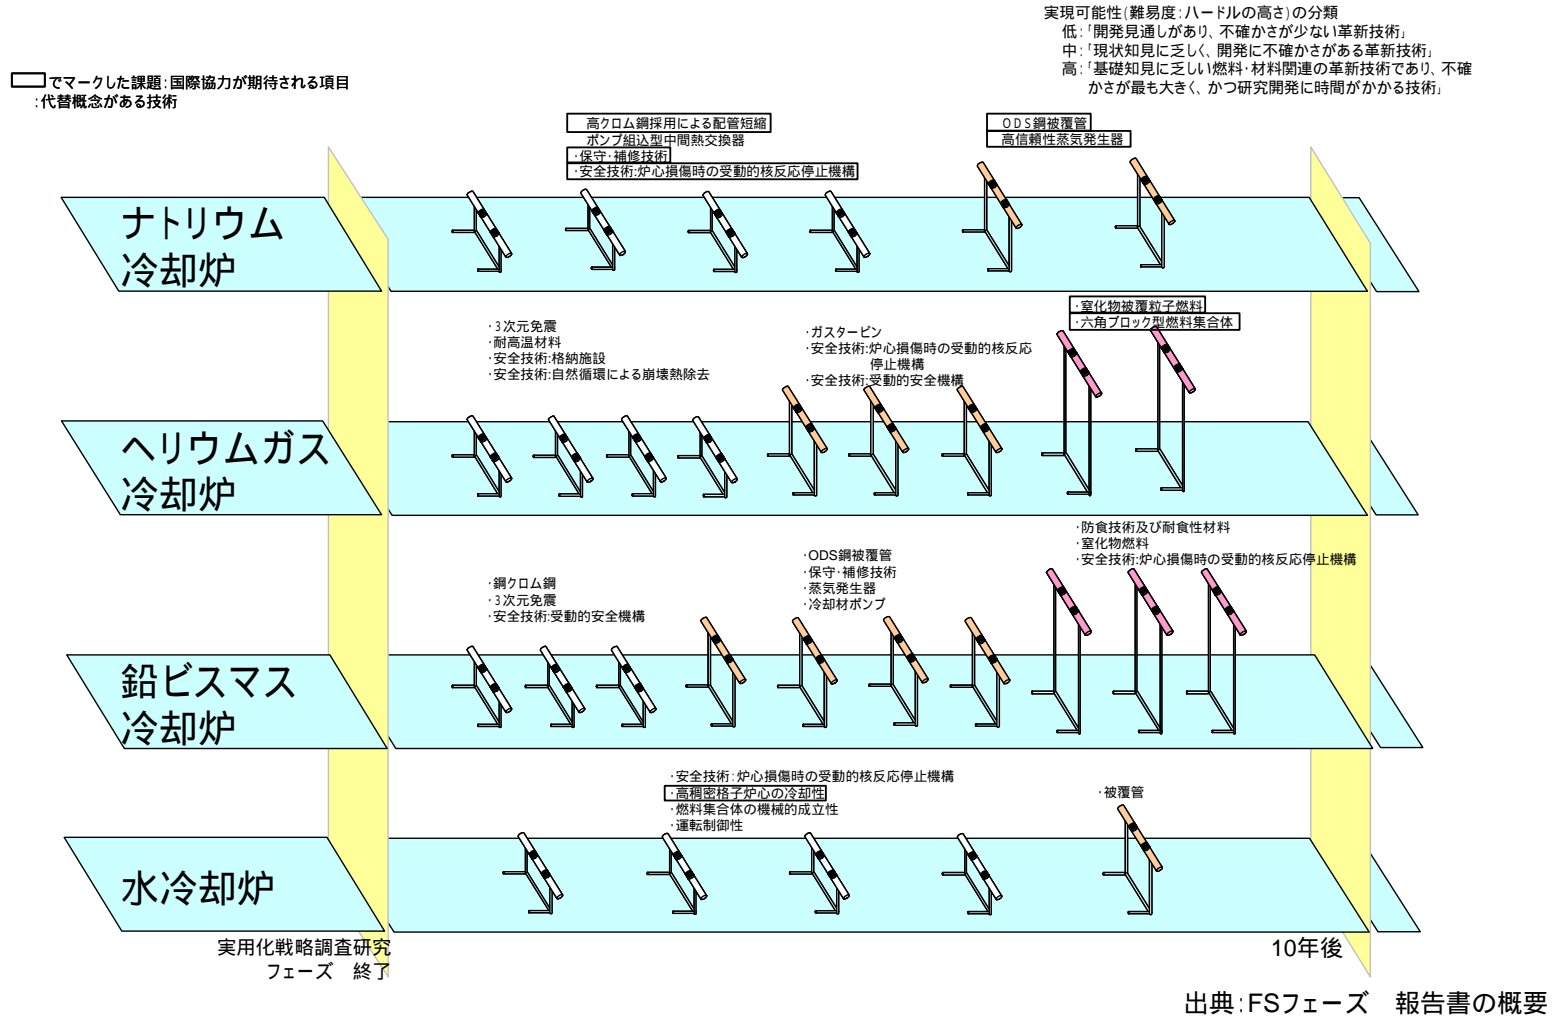 実現可能性(難易度:ハードルの高さ)の分類
低:「開発見通しがあり、不確かさが少ない革新技術」
中:「現状知見に乏しく、開発に不確かさがある革新技術」
高:「基礎知見に乏しい燃料・材料関連の革新技術であり、不確
かさが最も大きく、かつ研究開発に時間がかかる技術」
でマークした課題:国際協力が期待される項目
:代替概念がある技術
高クロム鋼採用による配管短縮
ポンプ組込型中間熱交換器
・保守・補修技術
・安全技術:炉心損傷時の受動的核反応停止機構
ODS鋼被覆管
高信頼性蒸気発生器
ナトリウム
冷却炉
・3次元免震
・耐高温材料
・安全技術:格納施設
・安全技術:自然循環による崩壊熱除去
・ガスタービン
・安全技術:炉心損傷時の受動的核反応
停止機構
・安全技術:受動的安全機構
・窒化物被覆粒子燃料
・六角ブロック型燃料集合体
ヘリウムガス
冷却炉
・鋼クロム鋼
・3次元免震
・安全技術:受動的安全機構
・ODS鋼被覆管
・保守・補修技術
・蒸気発生器
・冷却材ポンプ
・防食技術及び耐食性材料
・窒化物燃料
・安全技術:炉心損傷時の受動的核反応停止機構
鉛ビスマス
冷却炉
・安全技術:炉心損傷時の受動的核反応停止機構
・高稠密格子炉心の冷却性
・燃料集合体の機械的成立性
・運転制御性
・被覆管
水冷却炉
実用化戦略調査研究
フェーズ　終了
10年後
出典:FSフェーズ　報告書の概要